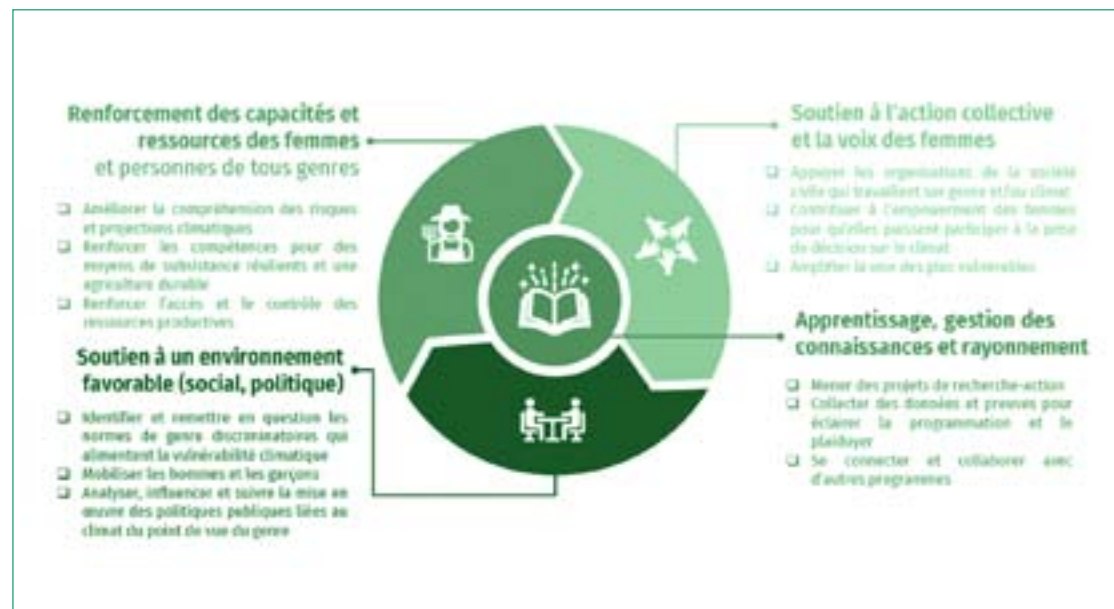 Renforcement des capacités et
ressources des femmes
et personnes de tous genres
❑ Améliorer la compréhension des risques
et projections climatiques
❑ Renforcer les compétences pour des
moyens de subsistance résilients et une
agriculture durable
❑ Renforcer l'accès et le contrôle des
ressources productives
Soutien à un environnement
favorable (social, politique)
❑ Identifier et remettre en question les
normes de genre discriminatoires qui
alimentent la vulnérabilité climatique
❑ Mobiliser les hommes et les garçons
❑ Analyser, influencer et suivre la mise en
œuvre des politiques publiques liées au
climat du point de vue du genre
Soutien à l'action collective
et la voix des femmes
❑ Appuyer les organisations de la société
civile qui travaillent sur genre et/ou climat
❑ Contribuer à l'empowerment des femmes
pour qu'elles puissent participer à la prise
de décision sur le climat
❑ Amplifier la voix des plus vulnérables
Apprentissage, gestion des
connaissances et rayonnement
❑ Mener des projets de recherche-action
❑ Collecter des données et preuves pour
éclairer la programmation et le
plaidoyer
❑ Se connecter et collaborer avec
d'autres programmes